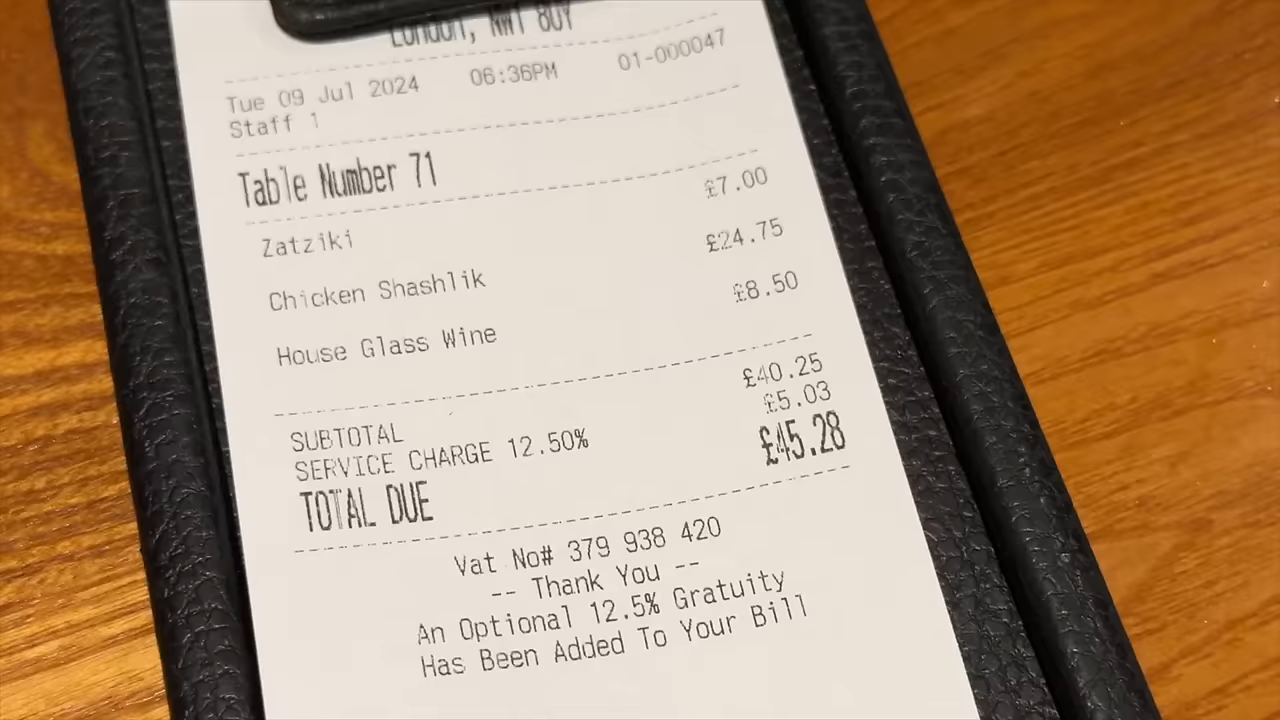 London, NW1 8UY
Tue 09 Jul 2024 06:36PM 01-000047
Staff 1
Table Number 71
Zatziki £7.00
Chicken Shashlik £24.75
House Glass Wine £8.50
SUBTOTAL £40.25
SERVICE CHARGE 12.50% £5.03
TOTAL DUE £45.28
Vat No# 379 938 420
-- Thank You --
An Optional 12.5% Gratuity
Has Been Added To Your Bill